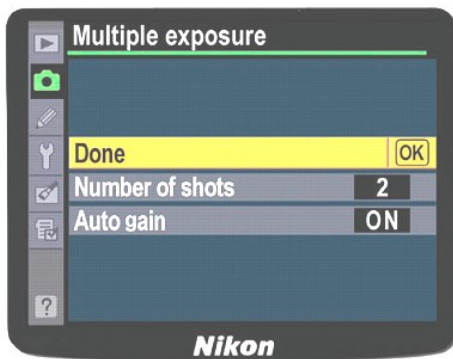 Multiple exposure
Done OK
Number of shots 2
Auto gain ON
?
Nikon